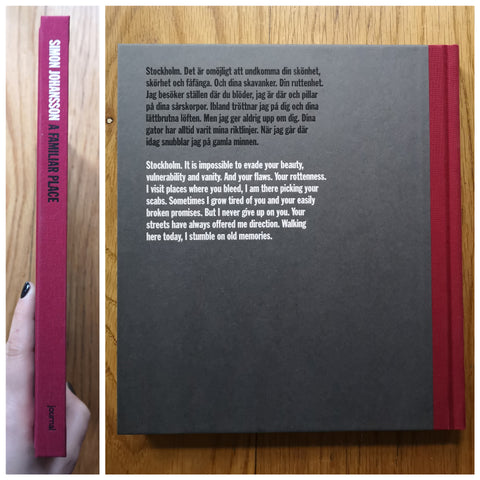 SIMON JOHANSSON A FAMILIAR PLACE
journal
Stockholm. Det är omöjligt att undkomma din skönhet,
skörhet och fåfänga. Och dina skavanker. Din ruttenhet.
Jag besöker ställen där du blöder, jag är där och pillar
på dina sårskorpor. Ibland tröttnar jag på dig och dina
lättbrutna löften. Men jag ger aldrig upp om dig. Dina
gator har alltid varit mina riktlinjer. När jag går där
idag snubblar jag på gamla minnen.
Stockholm. It is impossible to evade your beauty,
vulnerability and vanity. And your flaws. Your rottenness.
I visit places where you bleed, I am there picking your
scabs. Sometimes I grow tired of you and your easily
broken promises. But I never give up on you. Your
streets have always offered me direction. Walking
here today, I stumble on old memories.